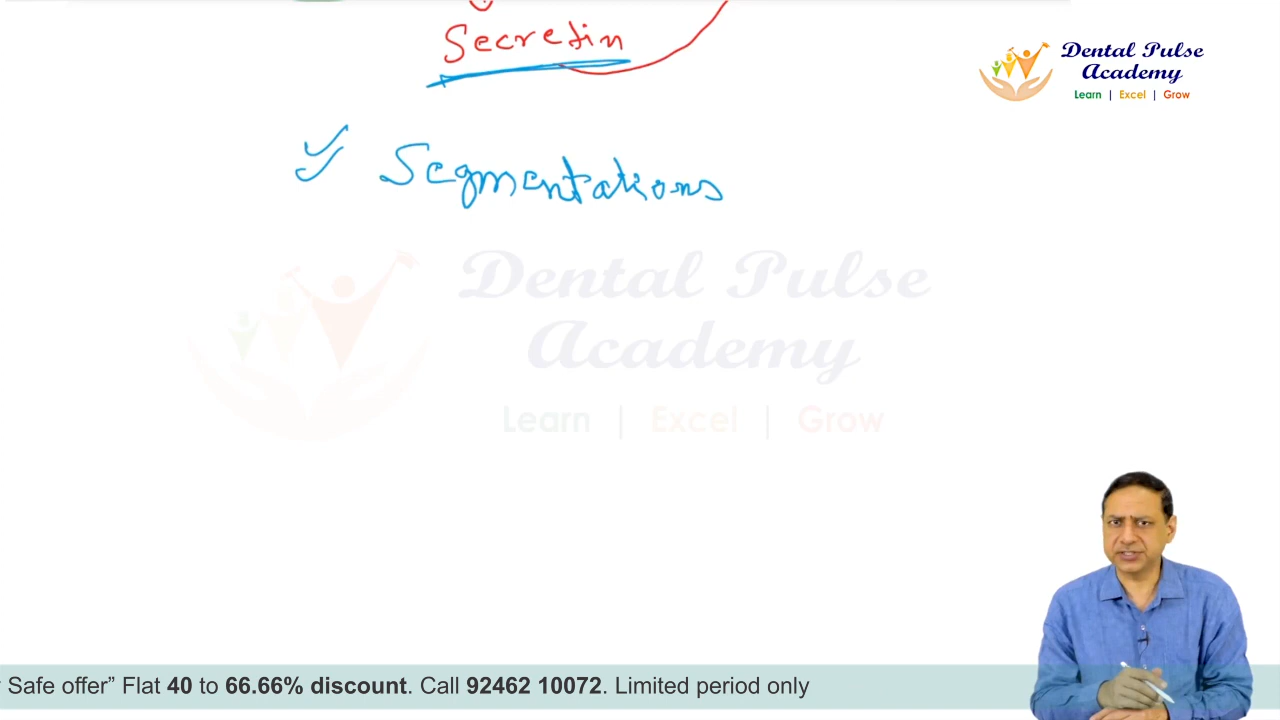 Secretin
Dental Pulse
Academy
Learn | Excel | Grow
Segmentations
Dental Pulse
Academy
Learn | Excel | Grow
Safe offer” Flat 40 to 66.66% discount. Call 92462 10072. Limited period only